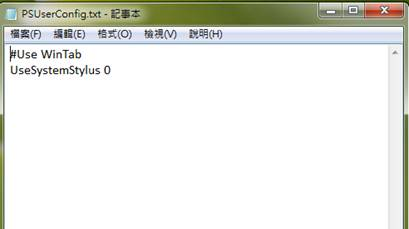 PSUserConfig.txt - 記事本
檔案(F) 編輯(E) 格式(O) 檢視(V) 說明(H)
#Use WinTab
UseSystemStylus 0